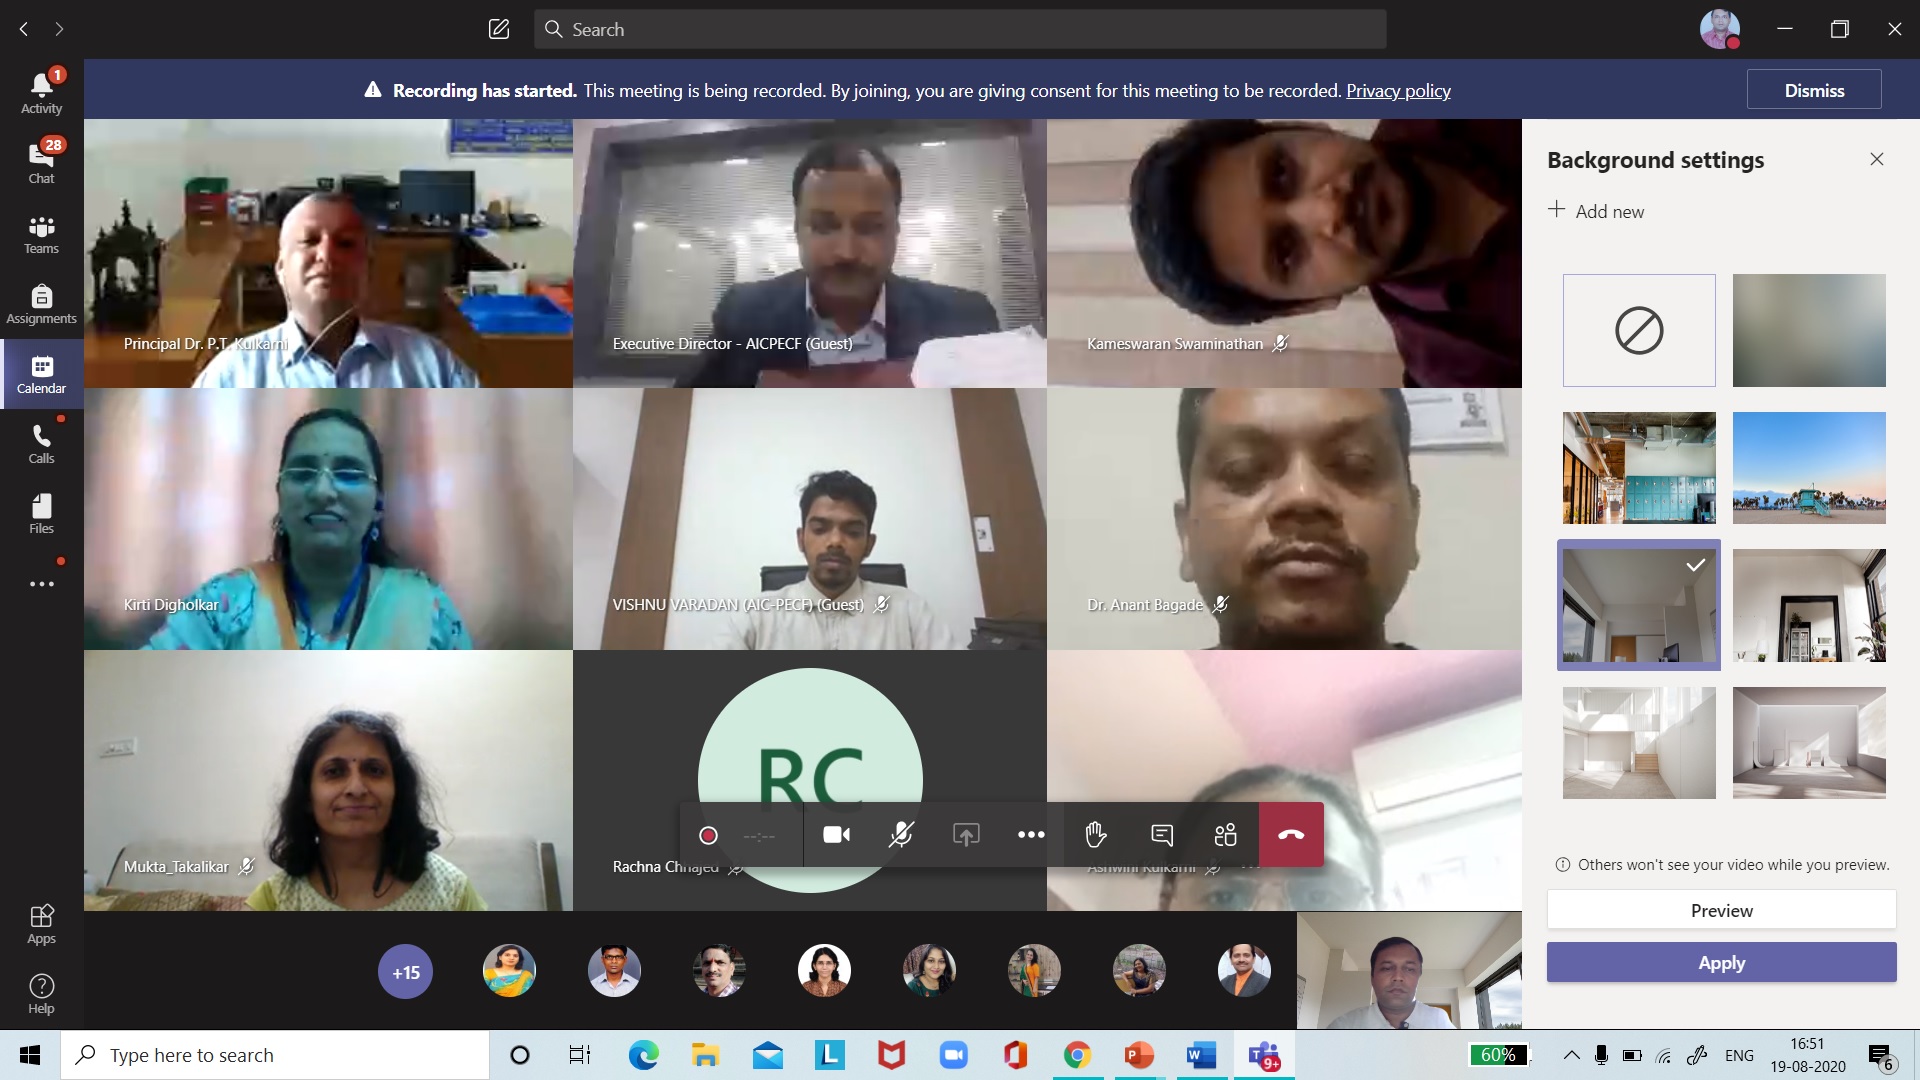 Search
Recording has started. This meeting is being recorded. By joining, you are giving consent for this meeting to be recorded. Privacy policy
Dismiss
1
Activity
28
Chat
Teams
Assignments
Calendar
Calls
Files
Apps
Help
Principal Dr. P.T. Kulkarni
Executive Director - AICPECF (Guest)
Kameswaran Swaminathan
Kirti Digholkar
VISHNU VARADAN (AIC-PECF) (Guest)
Dr. Anant Bagade
Mukta_Takalikar
RC
Rachna Chhajed
Ashwini Kulkarni
--:--
+15
Background settings
Add new
Others won't see your video while you preview.
Preview
Apply
Type here to search
L
P
W
T
9+
60%
ENG
16:51
19-08-2020
6